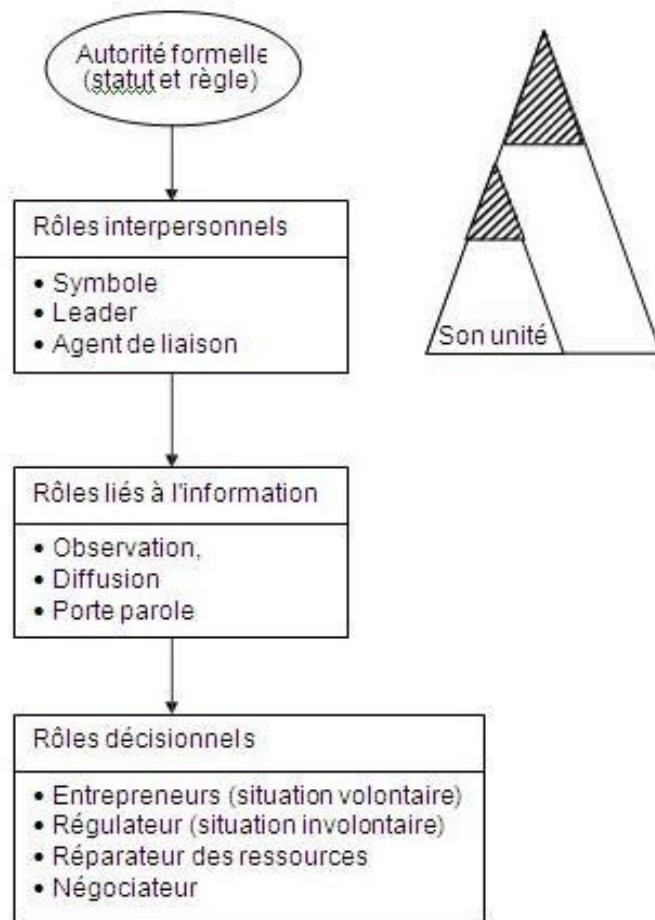 Autorité formelle
(statut et règle)
Rôles interpersonnels
• Symbole
• Leader
• Agent de liaison
Son unité
Rôles liés à l'information
• Observation,
• Diffusion
• Porte parole
Rôles décisionnels
• Entrepreneurs (situation volontaire)
• Régulateur (situation involontaire)
• Réparateur des ressources
• Négociateur